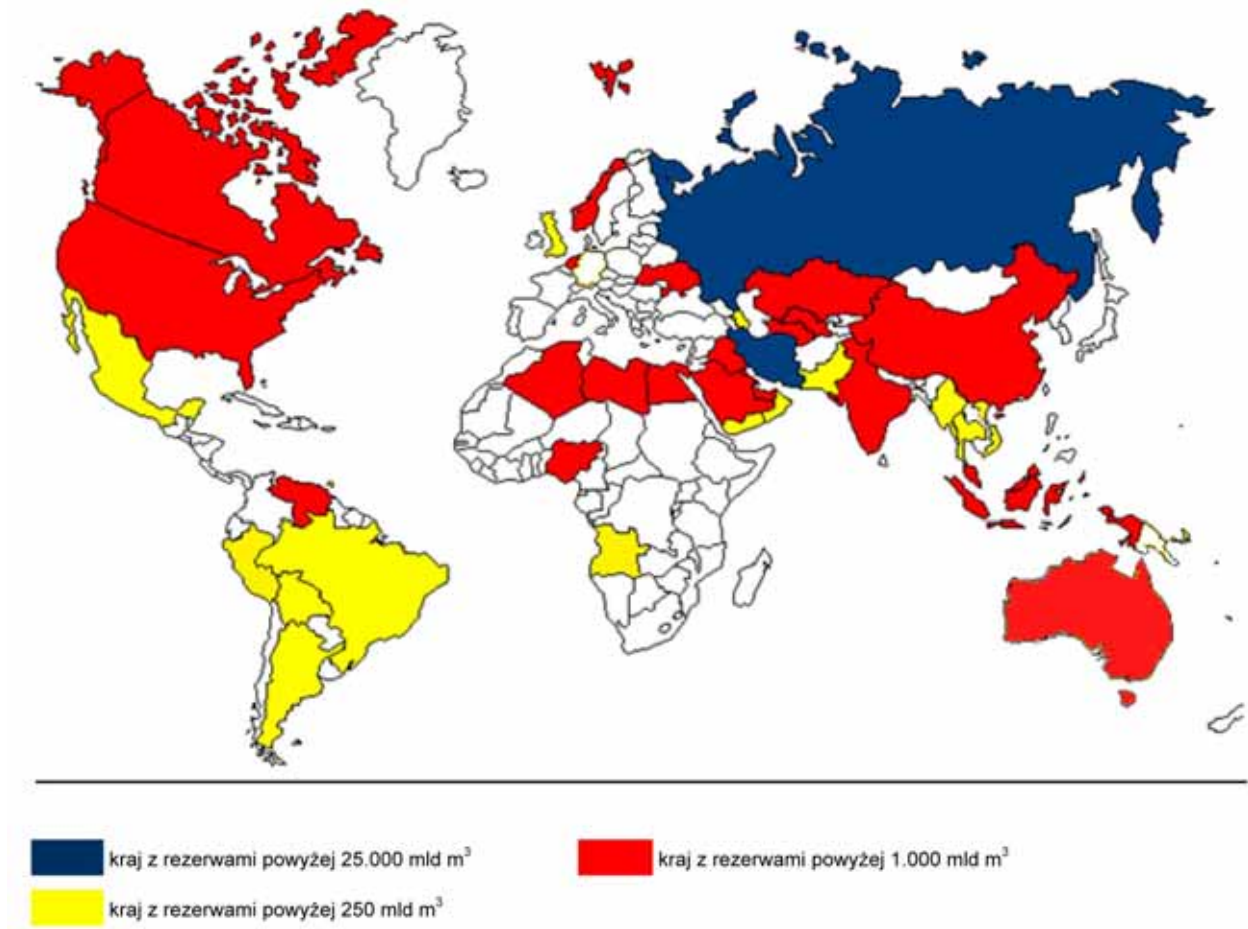 kraj z rezerwami powyżej 25.000 mld m³
kraj z rezerwami powyżej 1.000 mld m³
kraj z rezerwami powyżej 250 mld m³